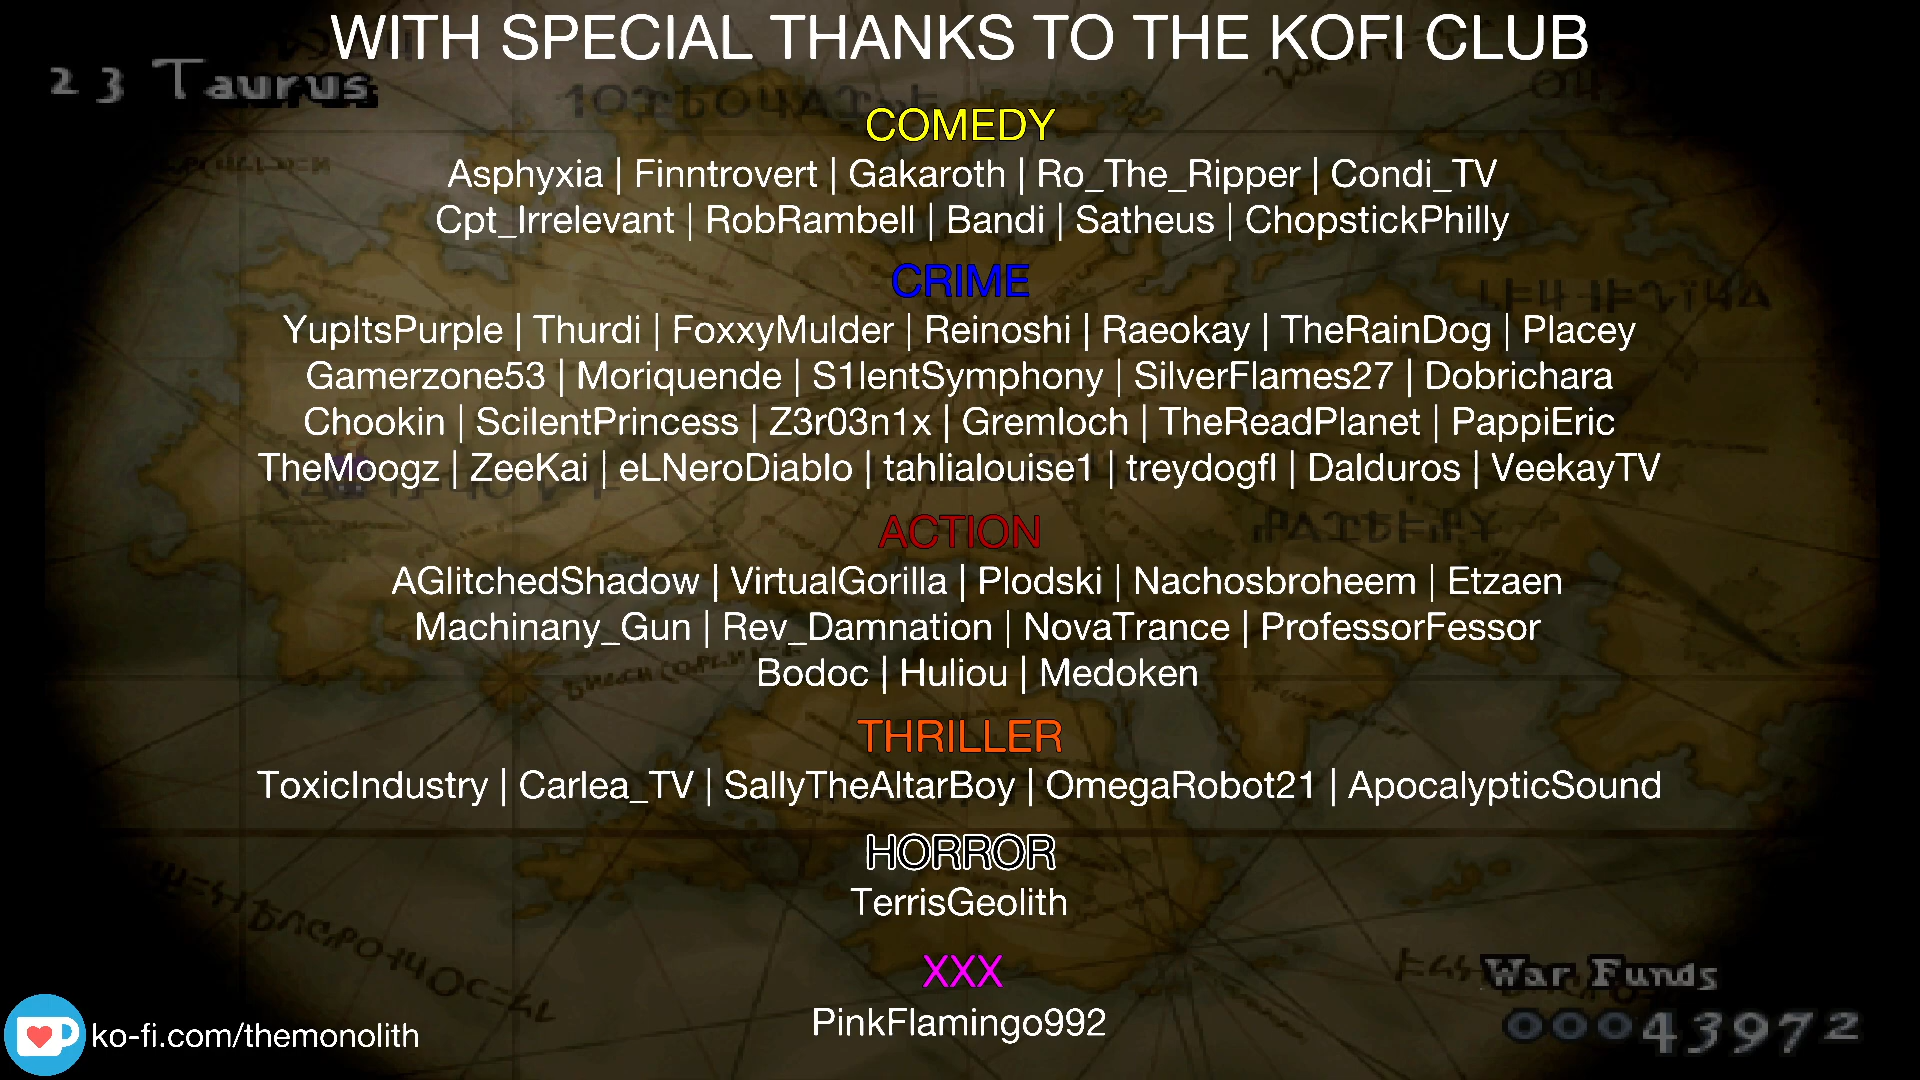 WITH SPECIAL THANKS TO THE KOFI CLUB
23 Taurus
COMEDY
Asphyxia | Finntrovert | Gakaroth | Ro_The_Ripper | Condi_TV
Cpt_Irrelevant | RobRambell | Bandi | Satheus | ChopstickPhilly
CRIME
YupItsPurple | Thurdi | FoxxyMulder | Reinoshi | Raeokay | TheRainDog | Placey
Gamerzone53 | Moriquende | S1lentSymphony | SilverFlames27 | Dobrichara
Chookin | ScilentPrincess | Z3r03n1x | Gremloch | TheReadPlanet | PappiEric
TheMoogz | ZeeKai | eLNeroDiablo | tahlialouise1 | treydogfl | Dalduros | VeekayTV
ACTION
AGlitchedShadow | VirtualGorilla | Plodski | Nachosbroheem | Etzaen
Machinany_Gun | Rev_Damnation | NovaTrance | ProfessorFessor
Bodoc | Huliou | Medoken
THRILLER
ToxicIndustry | Carlea_TV | SallyTheAltarBoy | OmegaRobot21 | ApocalypticSound
HORROR
TerrisGeolith
XXX
PinkFlamingo992
War Funds
00043972
ko-fi.com/themonolith